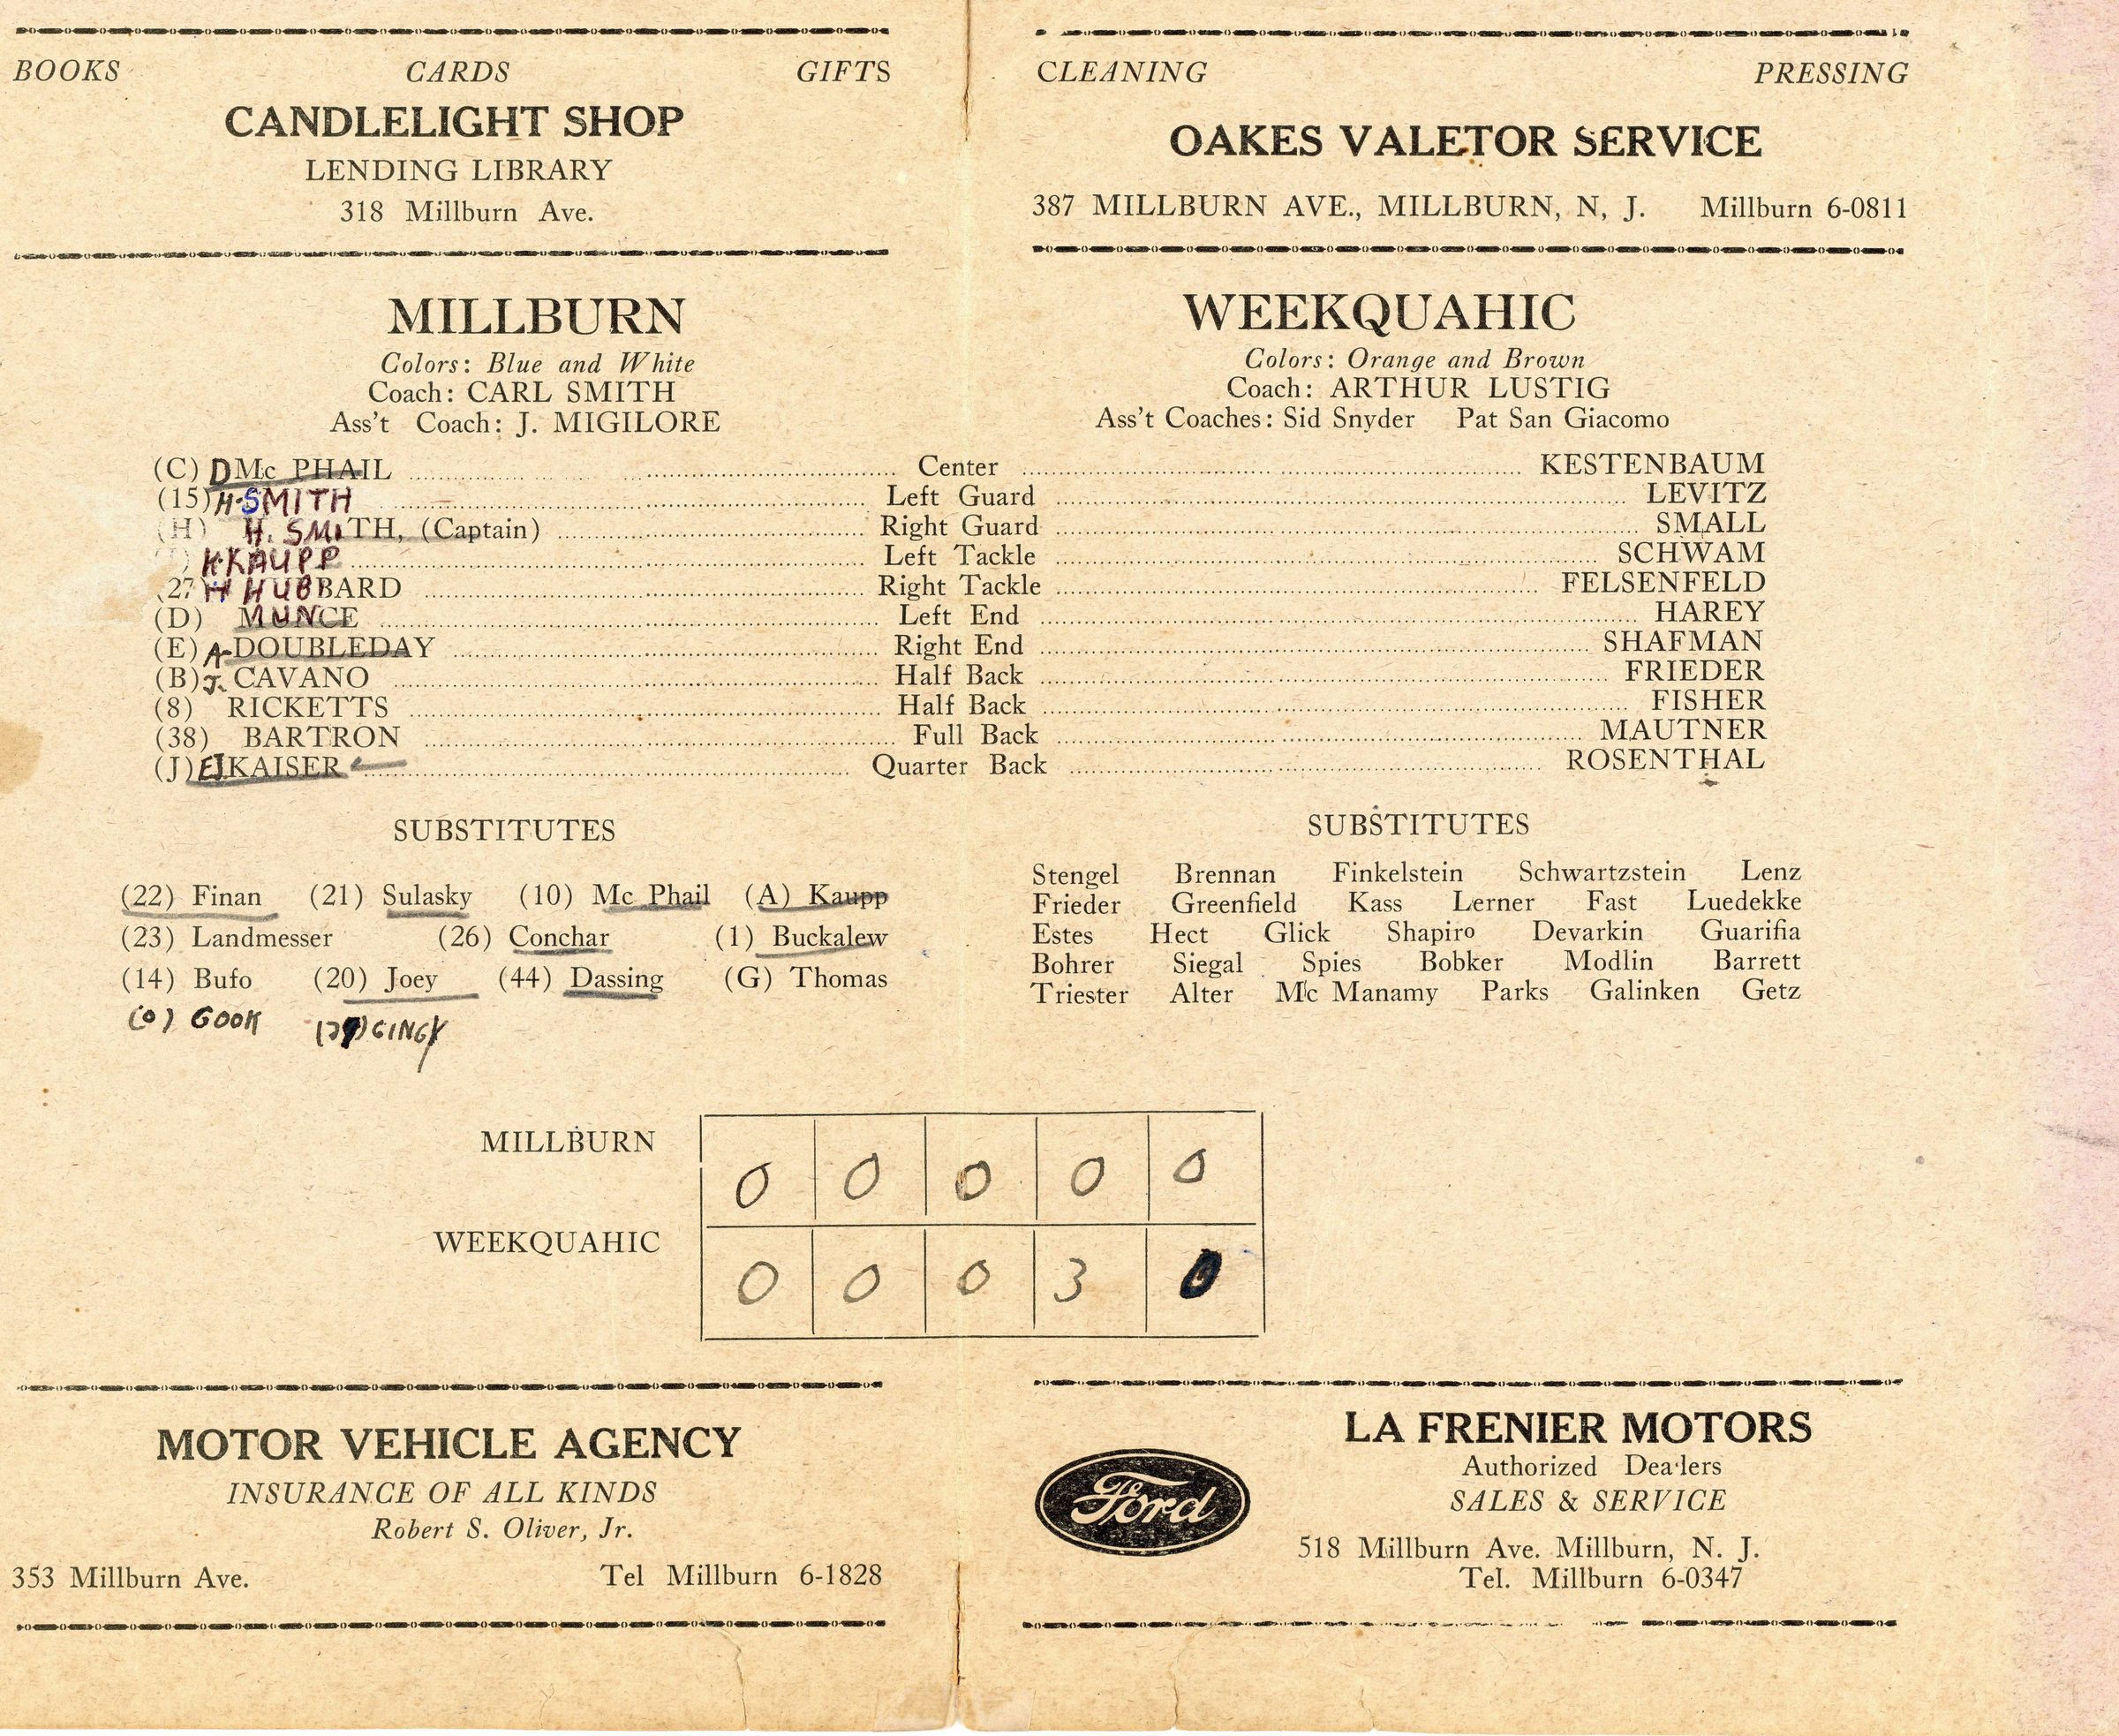 BOOKS CARDS GIFTS
CANDLELIGHT SHOP
LENDING LIBRARY
318 Millburn Ave.
CLEANING PRESSING
OAKES VALETOR SERVICE
387 MILLBURN AVE., MILLBURN, N, J. Millburn 6-0811
MILLBURN
Colors: Blue and White
Coach: CARL SMITH
Ass't Coach: J. MIGILORE
WEEKQUAHIC
Colors: Orange and Brown
Coach: ARTHUR LUSTIG
Ass't Coaches: Sid Snyder Pat San Giacomo
(C) D Mc PHAIL Center KESTENBAUM
(15) H. SMITH Left Guard LEVITZ
(H) H. SMITH, (Captain) Right Guard SMALL
K KAUPP Left Tackle SCHWAM
(27) H HUBBARD Right Tackle FELSENFELD
(D) MUNCE Left End HAREY
(E) A-DOUBLEDAY Right End SHAFMAN
(B) J. CAVANO Half Back FRIEDER
(8) RICKETTS Half Back FISHER
(38) BARTRON Full Back MAUTNER
(J) EJ KAISER Quarter Back ROSENTHAL
SUBSTITUTES
(22) Finan (21) Sulasky (10) Mc Phail (A) Kaupp
(23) Landmesser (26) Conchar (1) Buckalew
(14) Bufo (20) Joey (44) Dassing (G) Thomas
(0) GOOK GINGY
SUBSTITUTES
Stengel Brennan Finkelstein Schwartzstein Lenz
Frieder Greenfield Kass Lerner Fast Luedekke
Estes Hect Glick Shapiro Devarkin Guarifia
Bohrer Siegal Spies Bobker Modlin Barrett
Triester Alter Mc Manamy Parks Galinken Getz
MILLBURN 0 0 0 0 0
WEEKQUAHIC 0 0 0 3 0
MOTOR VEHICLE AGENCY
INSURANCE OF ALL KINDS
Robert S. Oliver, Jr.
353 Millburn Ave. Tel Millburn 6-1828
Ford
LA FRENIER MOTORS
Authorized Dealers
SALES & SERVICE
518 Millburn Ave. Millburn, N. J.
Tel. Millburn 6-0347